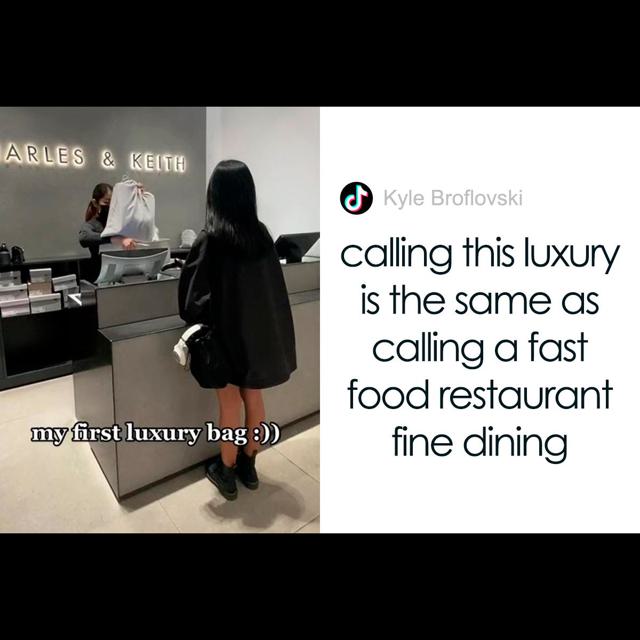 ARLES & KEITH
my first luxury bag :))
Kyle Broflovski
calling this luxury
is the same as
calling a fast
food restaurant
fine dining